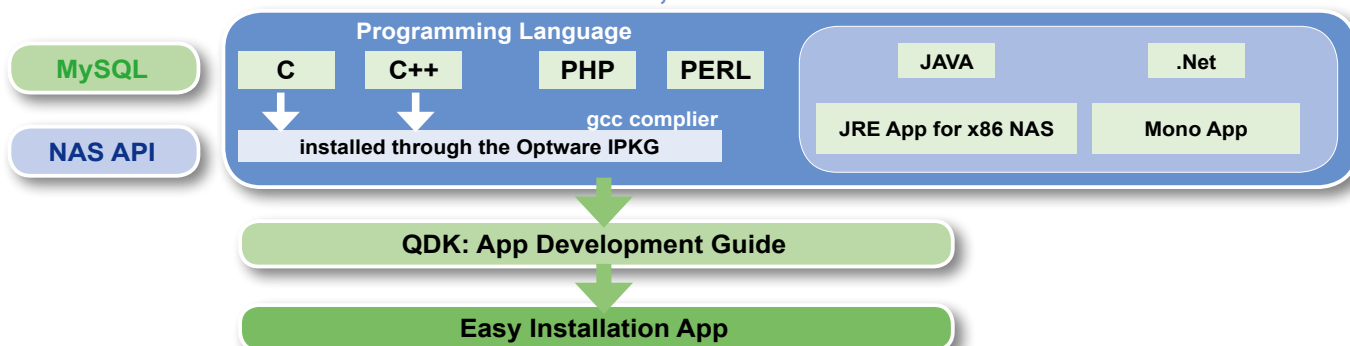 Programming Language
MySQL
C
C++
PHP
PERL
JAVA
.Net
gcc complier
NAS API
installed through the Optware IPKG
JRE App for x86 NAS
Mono App
QDK: App Development Guide
Easy Installation App